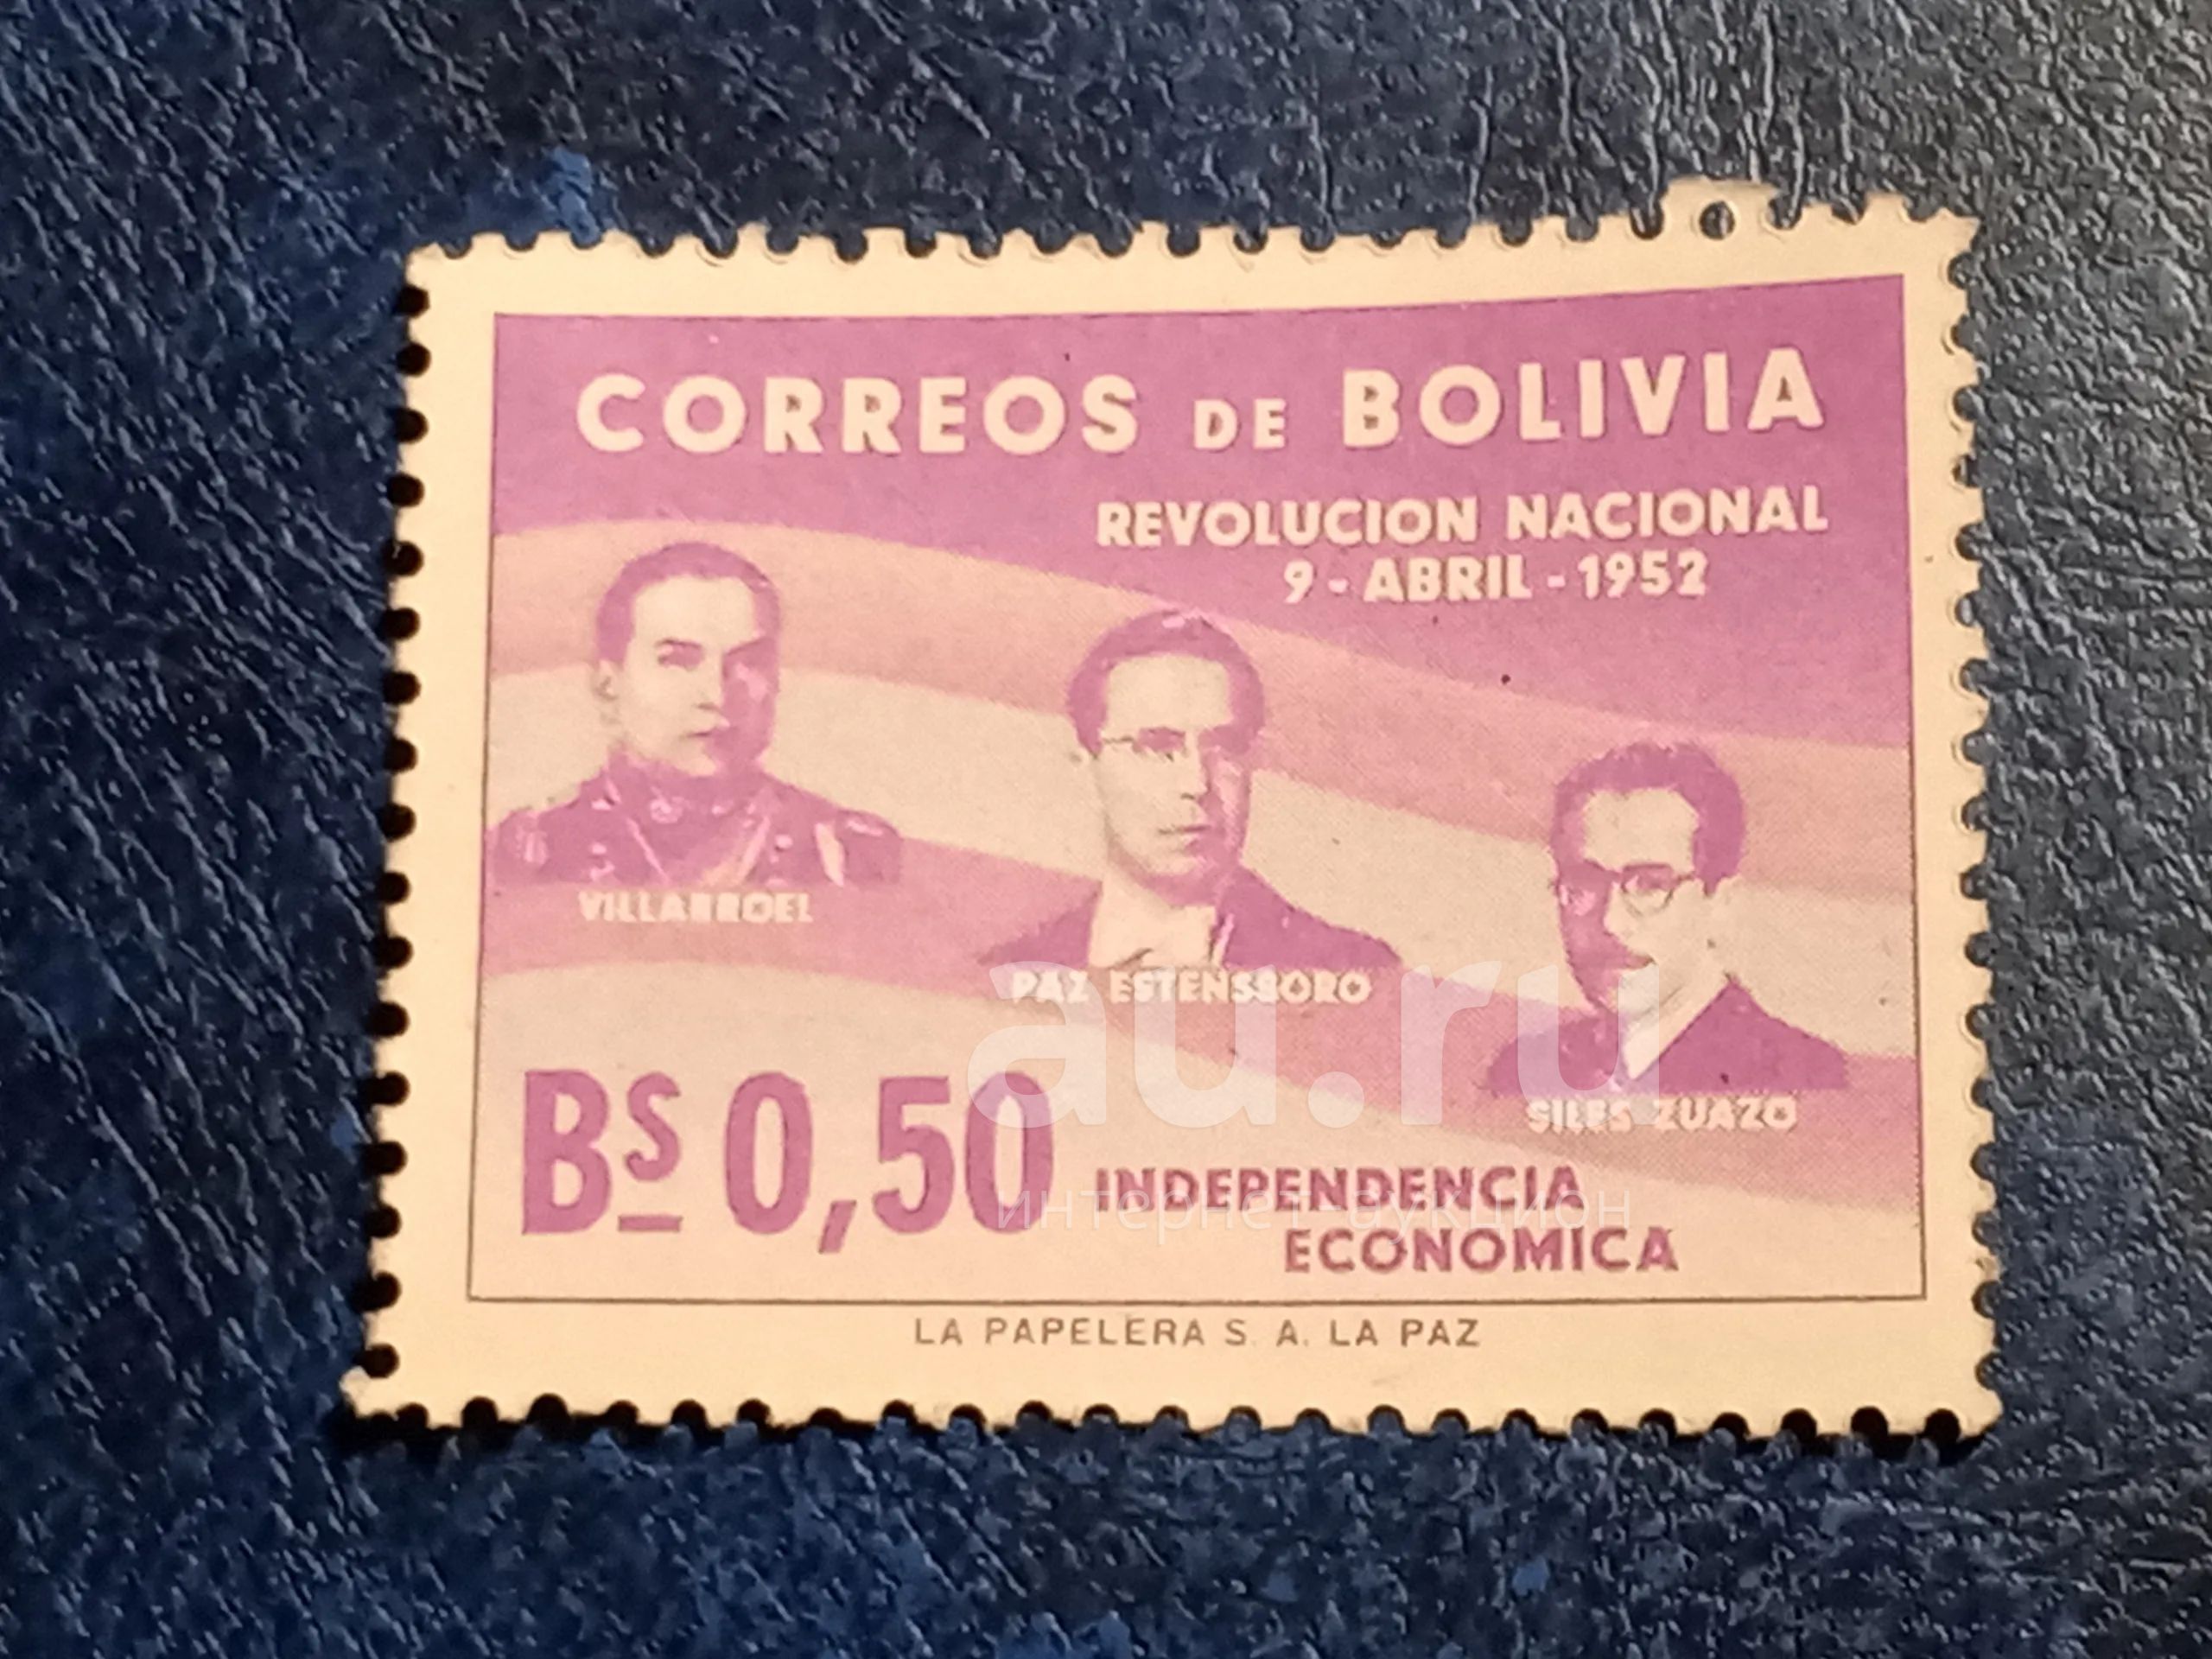 CORREOS DE BOLIVIA
REVOLUCION NACIONAL
9 - ABRIL - 1952
VILLARROEL
PAZ ESTENSSORO
SILES ZUAZO
au.ru
интернет-аукцион
Bs 0,50
INDEPENDENCIA
ECONOMICA
LA PAPELERA S. A. LA PAZ